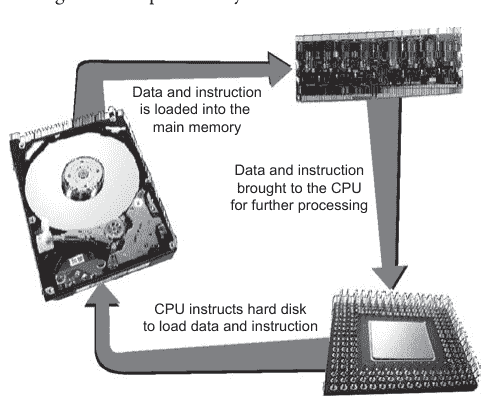 Data and instruction
is loaded into the
main memory
Data and instruction
brought to the CPU
for further processing
CPU instructs hard disk
to load data and instruction